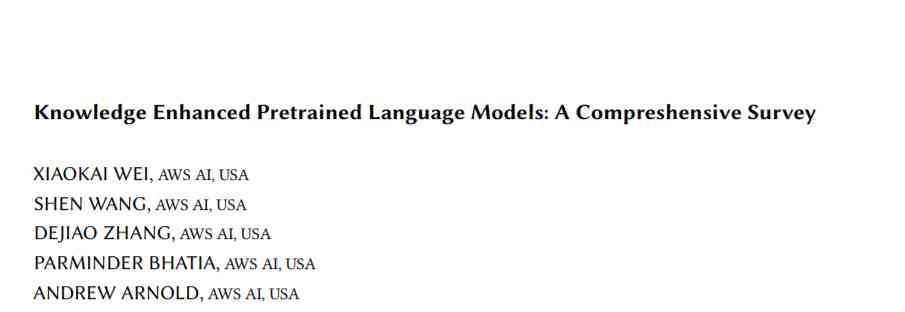 Knowledge Enhanced Pretrained Language Models: A Compreshensive Survey
XIAOKAI WEI, AWS AI, USA
SHEN WANG, AWS AI, USA
DEJIAO ZHANG, AWS AI, USA
PARMINDER BHATIA, AWS AI, USA
ANDREW ARNOLD, AWS AI, USA